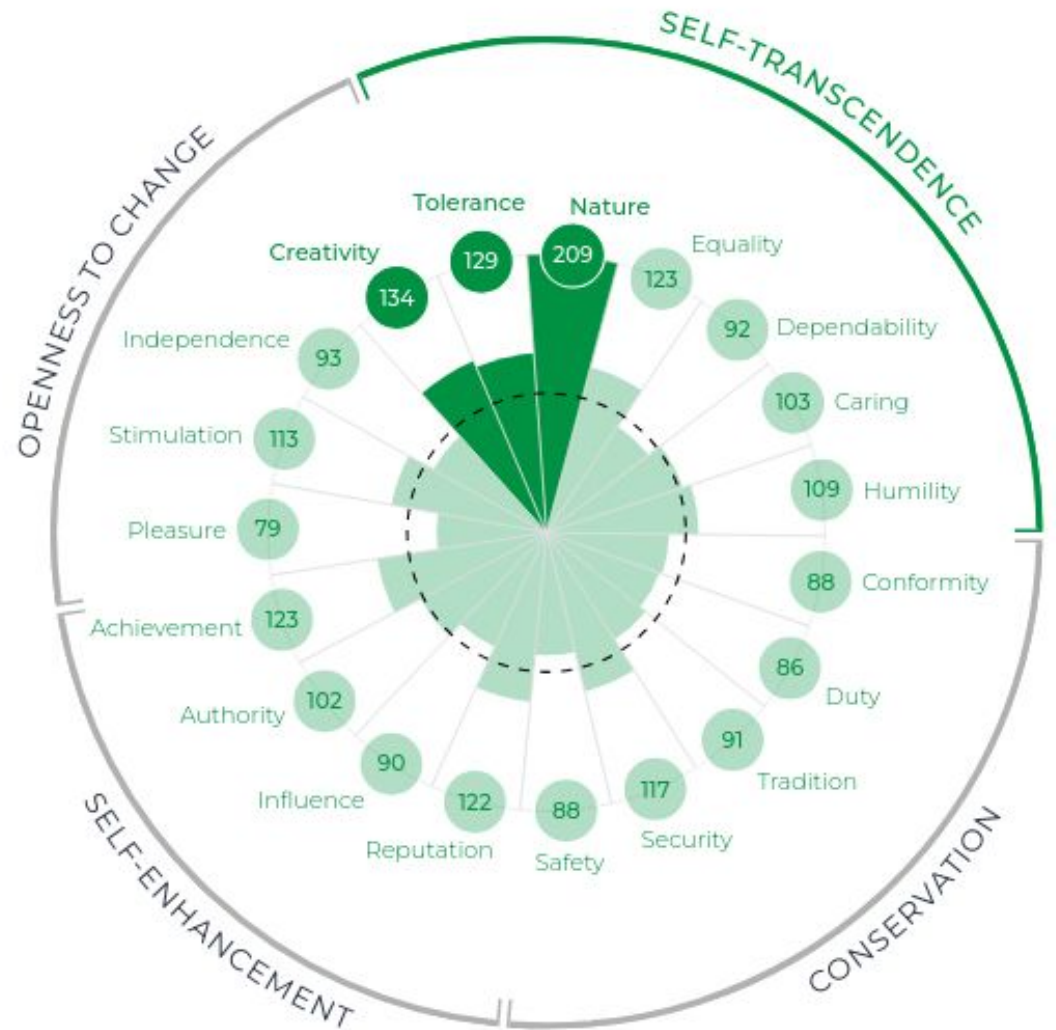 SELF-TRANSCENDENCE
OPENNESS TO CHANGE
SELF-ENHANCEMENT
CONSERVATION
Tolerance
129
Nature
209
Equality
123
Dependability
92
Caring
103
Humility
109
Conformity
88
Duty
86
Tradition
91
Security
117
Safety
88
Reputation
122
Influence
90
Authority
102
Achievement
123
Pleasure
79
Stimulation
113
Independence
93
Creativity
134